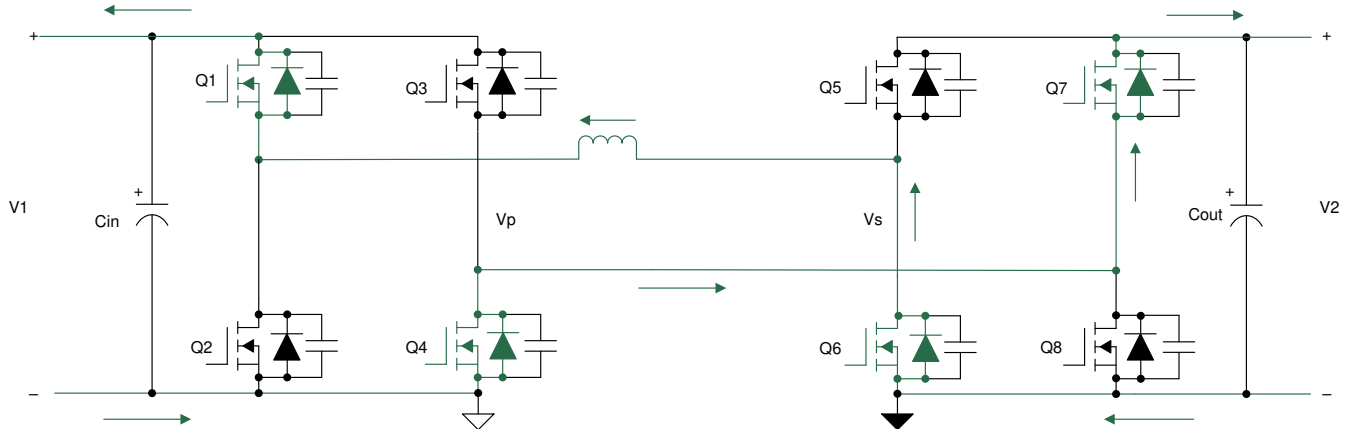 +
Q1
Q3
Q5
Q7
+
V1
+
Cin
Vp
Vs
+
Cout
V2
Q2
Q4
Q6
Q8
–
–